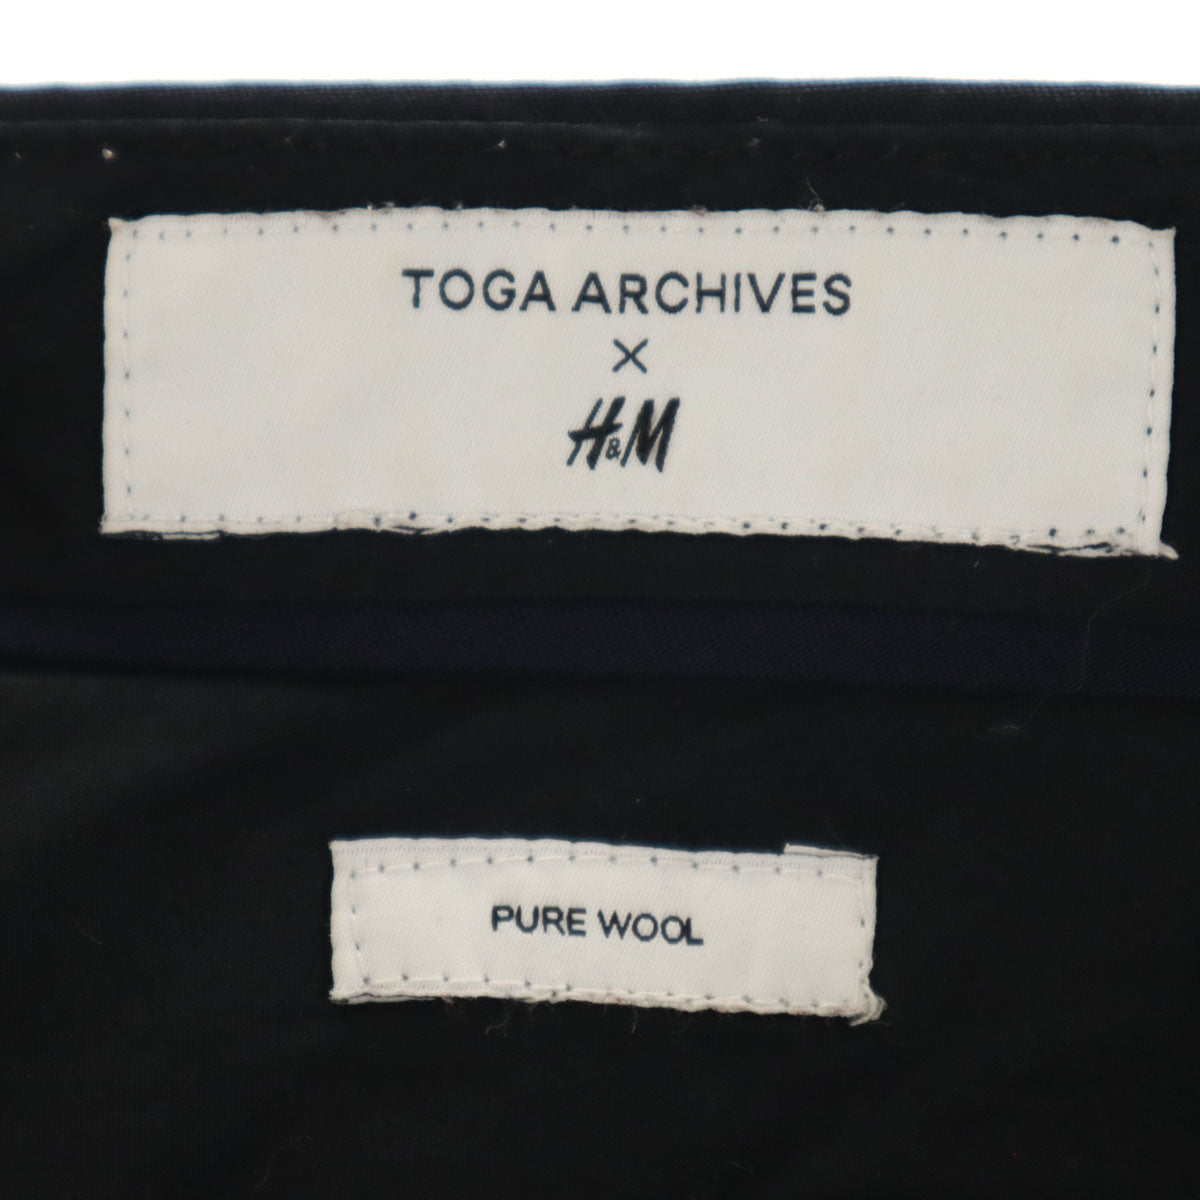 TOGA ARCHIVES
×
H&M
PURE WOOL